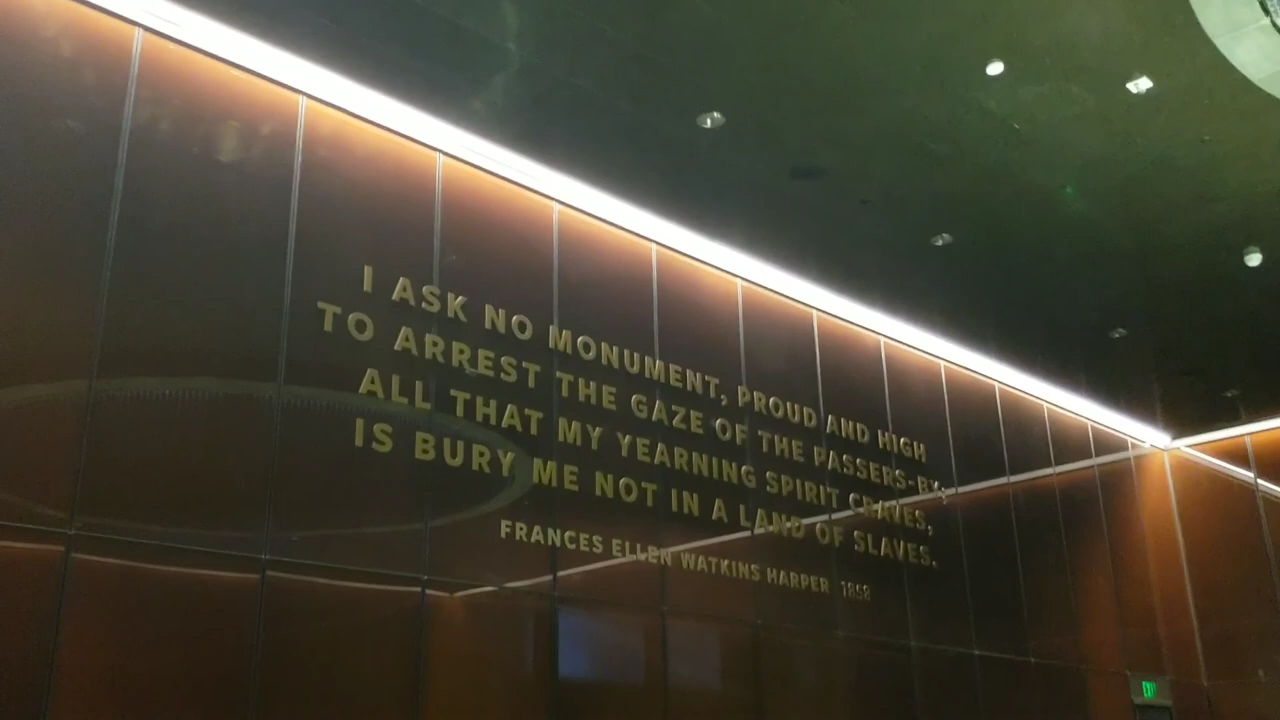 I ASK NO MONUMENT, PROUD AND HIGH
TO ARREST THE GAZE OF THE PASSERS-BY;
ALL THAT MY YEARNING SPIRIT CRAVES,
IS BURY ME NOT IN A LAND OF SLAVES.
FRANCES ELLEN WATKINS HARPER 1858